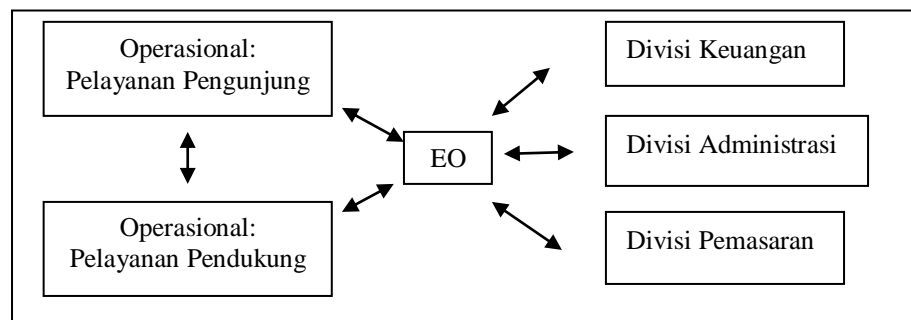 Operasional:
Pelayanan Pengunjung
Operasional:
Pelayanan Pendukung
EO
Divisi Keuangan
Divisi Administrasi
Divisi Pemasaran